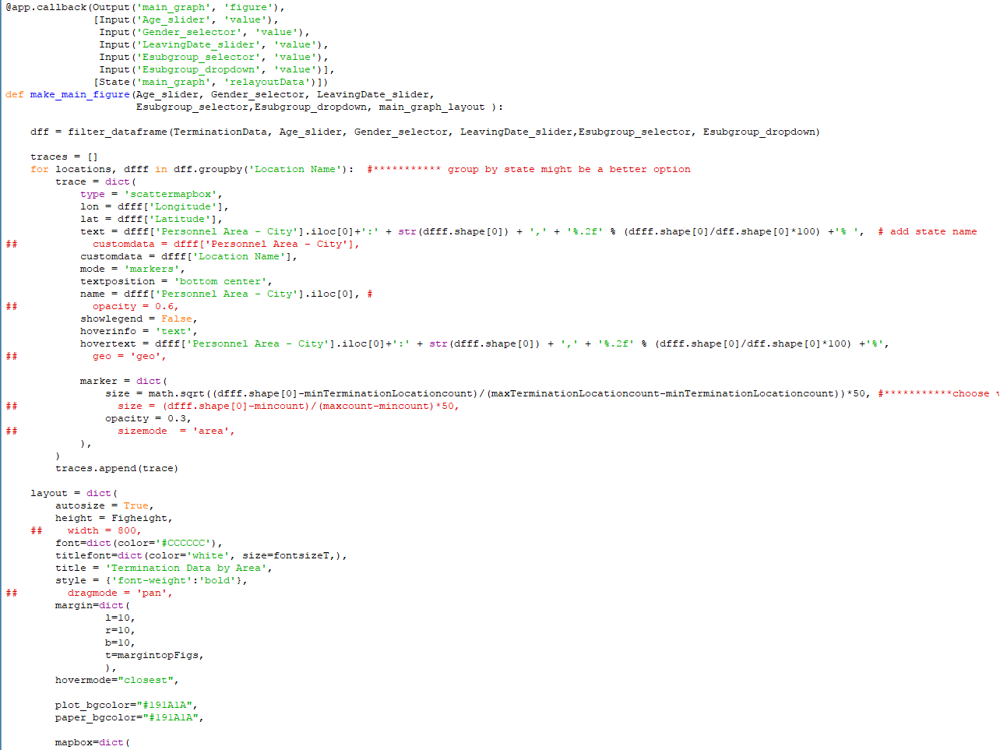 @app.callback(Output('main_graph', 'figure'),
              [Input('Age_slider', 'value'),
               Input('Gender_selector', 'value'),
               Input('LeavingDate_slider', 'value'),
               Input('Esubgroup_selector', 'value'),
               Input('Esubgroup_dropdown', 'value')],
              [State('main_graph', 'relayoutData')])
def make_main_figure(Age_slider, Gender_selector, LeavingDate_slider,
                     Esubgroup_selector,Esubgroup_dropdown, main_graph_layout ):
    dff = filter_dataframe(TerminationData, Age_slider, Gender_selector, LeavingDate_slider,Esubgroup_selector, Esubgroup_dropdown)
    traces = []
    for locations, dfff in dff.groupby('Location Name'):  #*********** group by state might be a better option
        trace = dict(
            type = 'scattermapbox',
            lon = dfff['Longitude'],
            lat = dfff['Latitude'],
            text = dfff['Personnel Area - City'].iloc[0]+':' + str(dfff.shape[0]) + ',' + '%.2f' % (dfff.shape[0]/dff.shape[0]*100) +'% ',  # add state name
##            customdata = dfff['Personnel Area - City'],
            customdata = dfff['Location Name'],
            mode = 'markers',
            textposition = 'bottom center',
            name = dfff['Personnel Area - City'].iloc[0], #
##            opacity = 0.6,
            showlegend = False,
            hoverinfo = 'text',
            hovertext = dfff['Personnel Area - City'].iloc[0]+':' + str(dfff.shape[0]) + ',' + '%.2f' % (dfff.shape[0]/dff.shape[0]*100) +'%',
##            geo = 'geo',
            marker = dict(
                size = math.sqrt((dfff.shape[0]-minTerminationLocationcount)/(maxTerminationLocationcount-minTerminationLocationcount))*50, #***********choose
##                size = (dfff.shape[0]-mincount)/(maxcount-mincount)*50,
                opacity = 0.3,
##                sizemode  = 'area',
            ),
        )
        traces.append(trace)
    layout = dict(
        autosize = True,
        height = Figheight,
    ##    width = 800,
        font=dict(color='#CCCCCC'),
        titlefont=dict(color='white', size=fontsizeT,),
        title = 'Termination Data by Area',
        style = {'font-weight':'bold'},
##        dragmode = 'pan',
        margin=dict(
                l=10,
                r=10,
                b=10,
                t=margintopFigs,
                ),
        hovermode="closest",
        plot_bgcolor="#191A1A",
        paper_bgcolor="#191A1A",
        mapbox=dict(